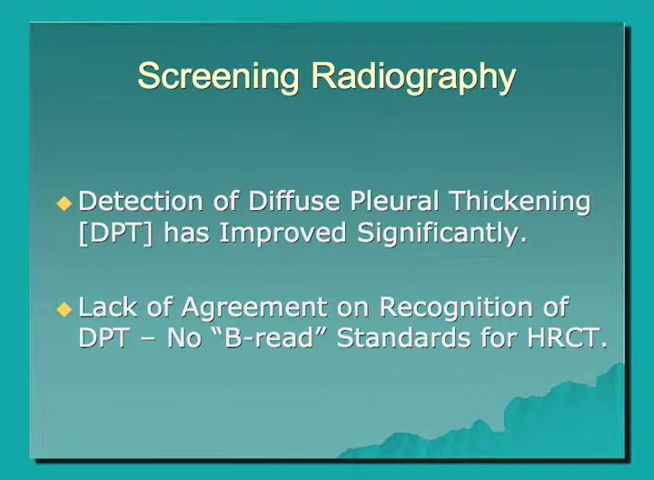 Screening Radiography
Detection of Diffuse Pleural Thickening
[DPT] has Improved Significantly.
Lack of Agreement on Recognition of
DPT – No “B-read” Standards for HRCT.